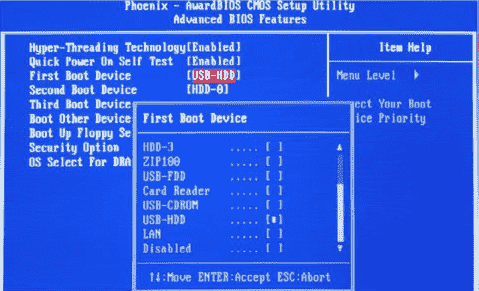 Phoenix - AwardBIOS CMOS Setup Utility
Advanced BIOS Features
Hyper-Threading Technology[Enabled]
Quick Power On Self Test [Enabled]
First Boot Device [USB-HDD]
Second Boot Device [HDD-0]
Third Boot Device
Boot Other Device
Boot Up Floppy Se
Security Option
OS Select For DRA
Item Help
Menu Level
ect Your Boot
ice Priority
First Boot Device
HDD-3 ..... [ ]
ZIP100 ..... [ ]
USB-FDD ..... [ ]
Card Reader ..... [ ]
USB-CDROM ..... [ ]
USB-HDD ..... [■]
LAN ..... [ ]
Disabled ..... [ ]
↑↓:Move ENTER:Accept ESC:Abort